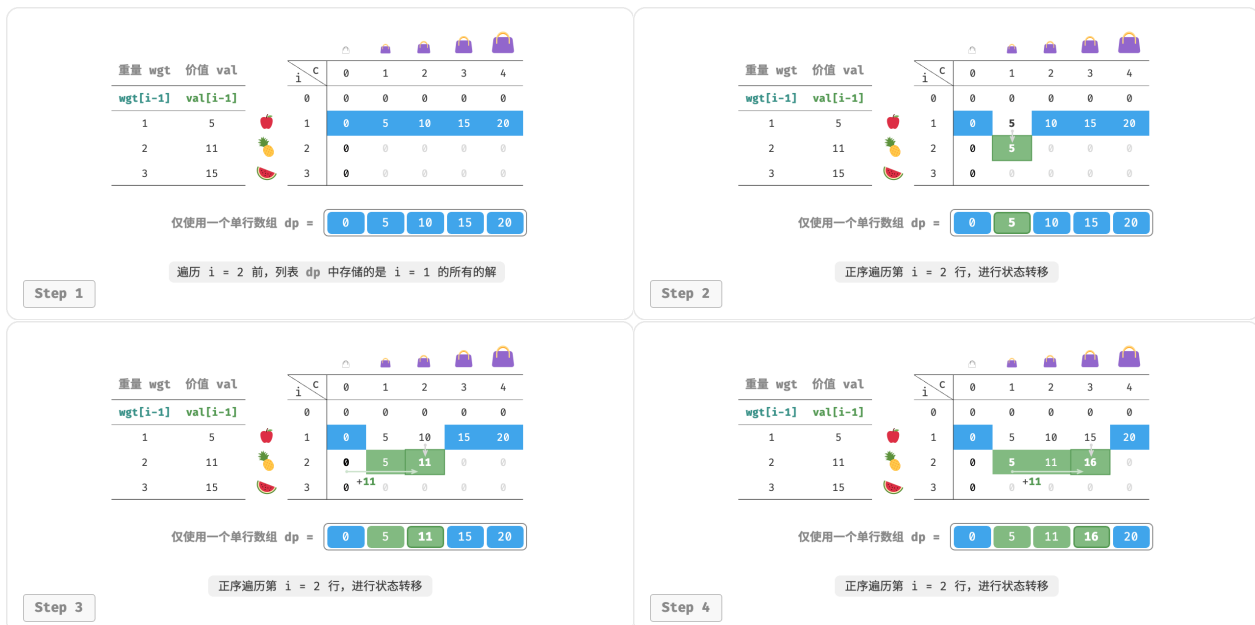 重量 wgt 价值 val
wgt[i-1] val[i-1]
1 5
2 11
3 15
i C 0 1 2 3 4
0 0 0 0 0 0
1 0 5 10 15 20
2 0 0 0 0 0
3 0 0 0 0 0
仅使用一个单行数组 dp = 0 5 10 15 20
遍历 i = 2 前，列表 dp 中存储的是 i = 1 的所有的解
Step 1
重量 wgt 价值 val
wgt[i-1] val[i-1]
1 5
2 11
3 15
i C 0 1 2 3 4
0 0 0 0 0 0
1 0 5 10 15 20
2 0 5 0 0 0
3 0 0 0 0 0
仅使用一个单行数组 dp = 0 5 10 15 20
正序遍历第 i = 2 行，进行状态转移
Step 2
重量 wgt 价值 val
wgt[i-1] val[i-1]
1 5
2 11
3 15
i C 0 1 2 3 4
0 0 0 0 0 0
1 0 5 10 15 20
2 0 5 11 0 0
+11
3 0 0 0 0 0
仅使用一个单行数组 dp = 0 5 11 15 20
正序遍历第 i = 2 行，进行状态转移
Step 3
重量 wgt 价值 val
wgt[i-1] val[i-1]
1 5
2 11
3 15
i C 0 1 2 3 4
0 0 0 0 0 0
1 0 5 10 15 20
2 0 5 11 16 0
+11
3 0 0 0 0 0
仅使用一个单行数组 dp = 0 5 11 16 20
正序遍历第 i = 2 行，进行状态转移
Step 4